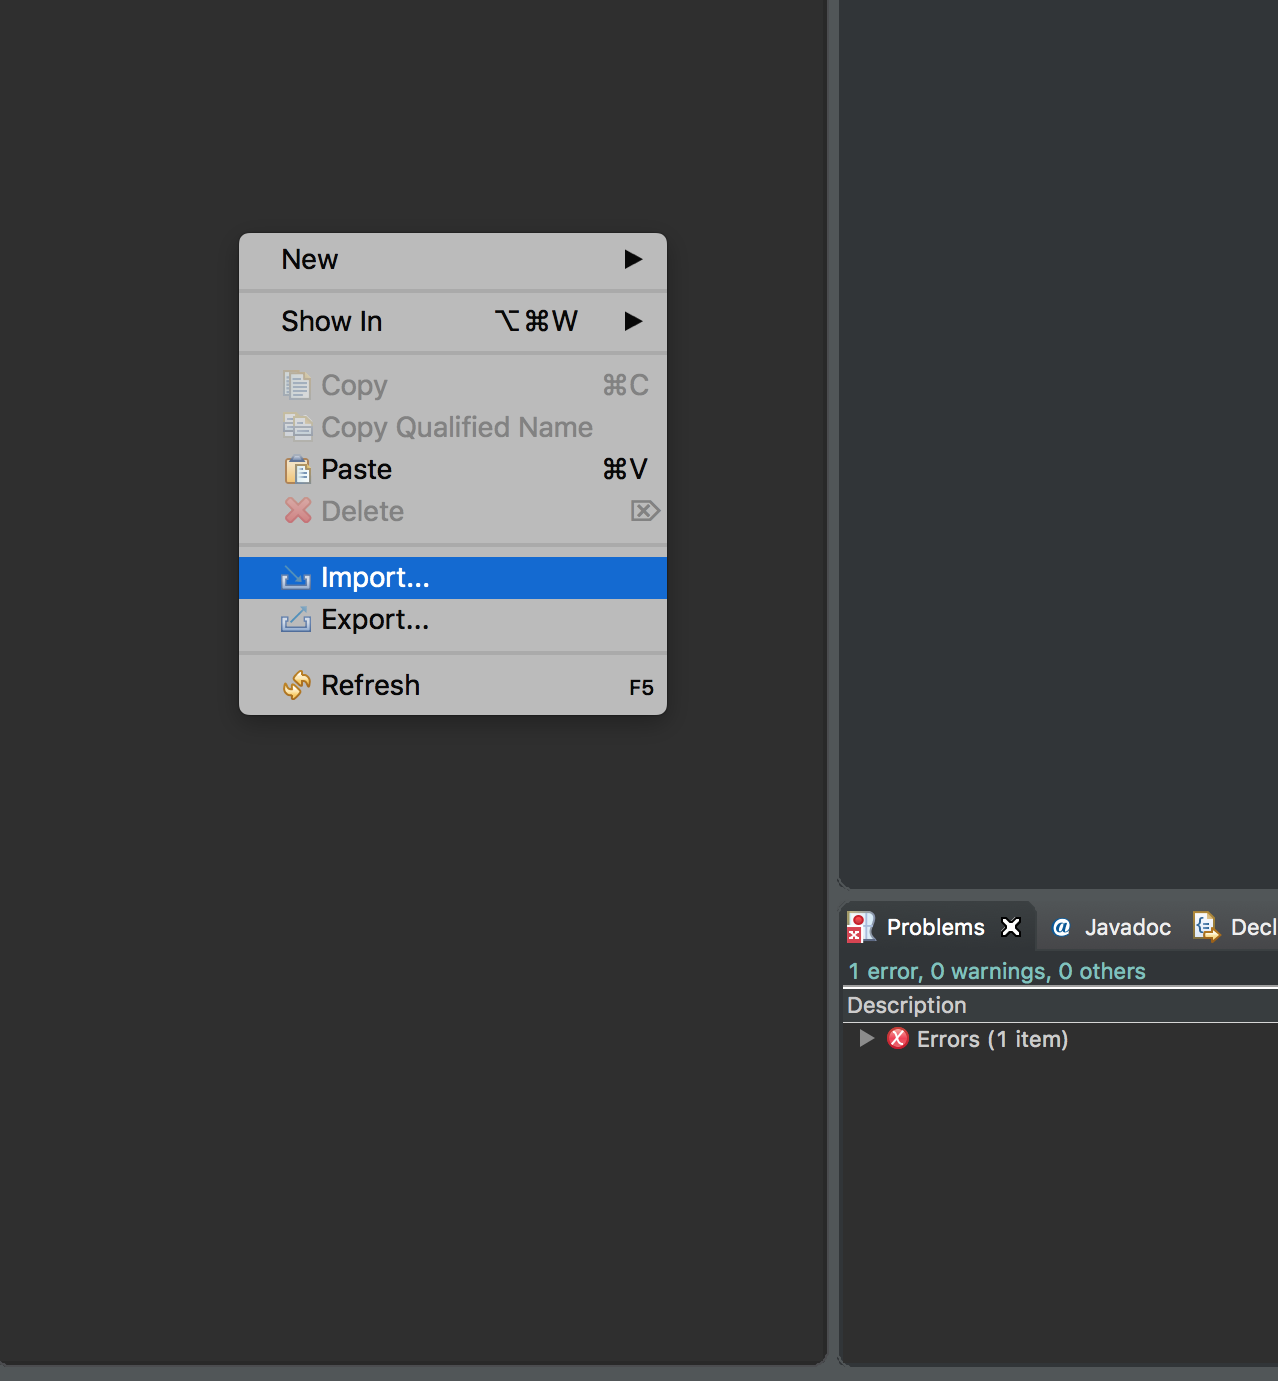 New
Show In ⌥⌘W
Copy ⌘C
Copy Qualified Name
Paste ⌘V
Delete ⌦
Import...
Export...
Refresh F5
Problems @ Javadoc Decl
1 error, 0 warnings, 0 others
Description
Errors (1 item)